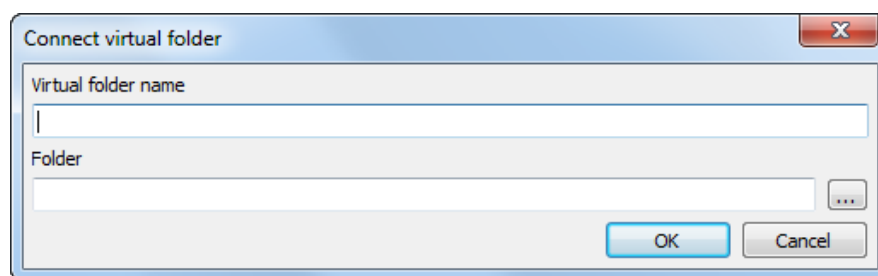 Connect virtual folder
Virtual folder name
Folder
...
OK Cancel